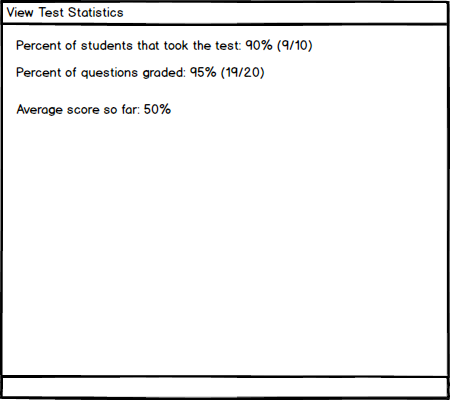 View Test Statistics
Percent of students that took the test: 90% (9/10)
Percent of questions graded: 95% (19/20)
Average score so far: 50%